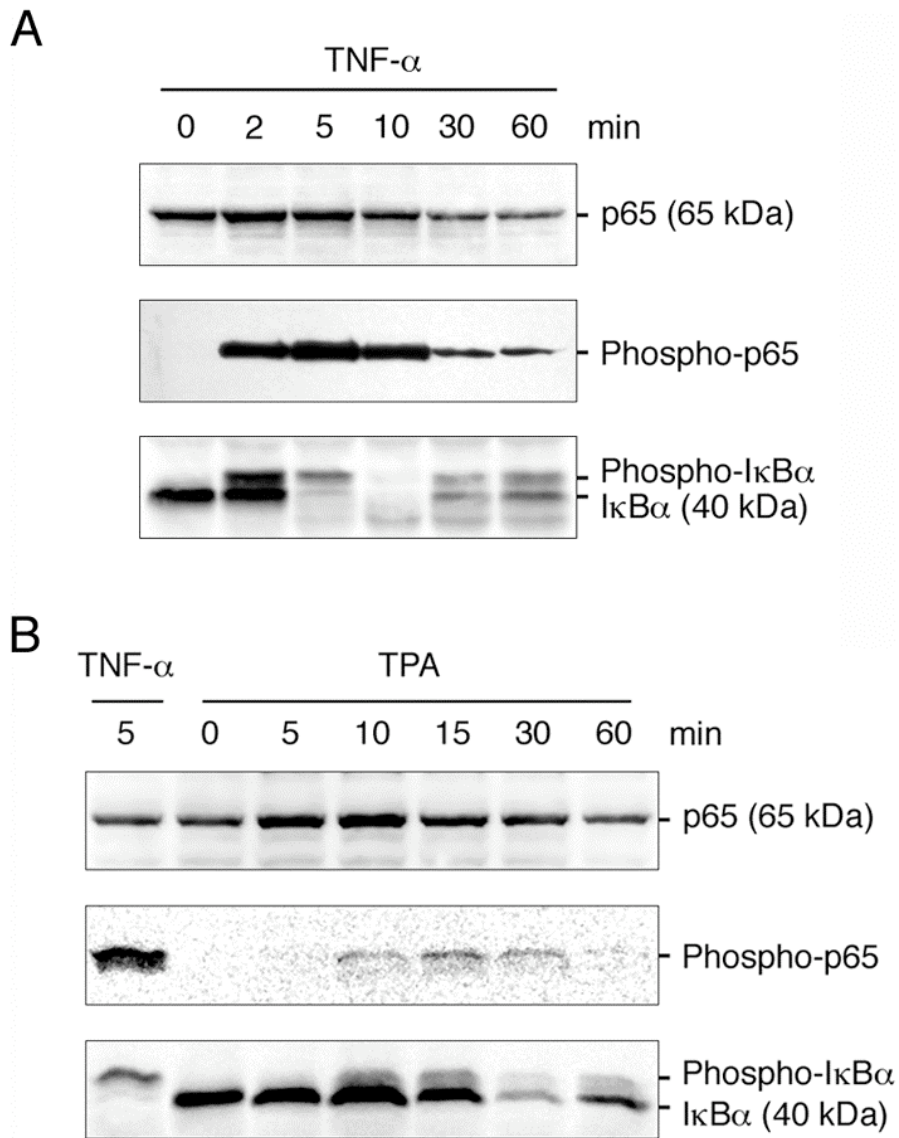 A
TNF-α
0 2 5 10 30 60 min
p65 (65 kDa)
Phospho-p65
Phospho-IκBα
IκBα (40 kDa)
B
TNF-α TPA
5 0 5 10 15 30 60 min
p65 (65 kDa)
Phospho-p65
Phospho-IκBα
IκBα (40 kDa)